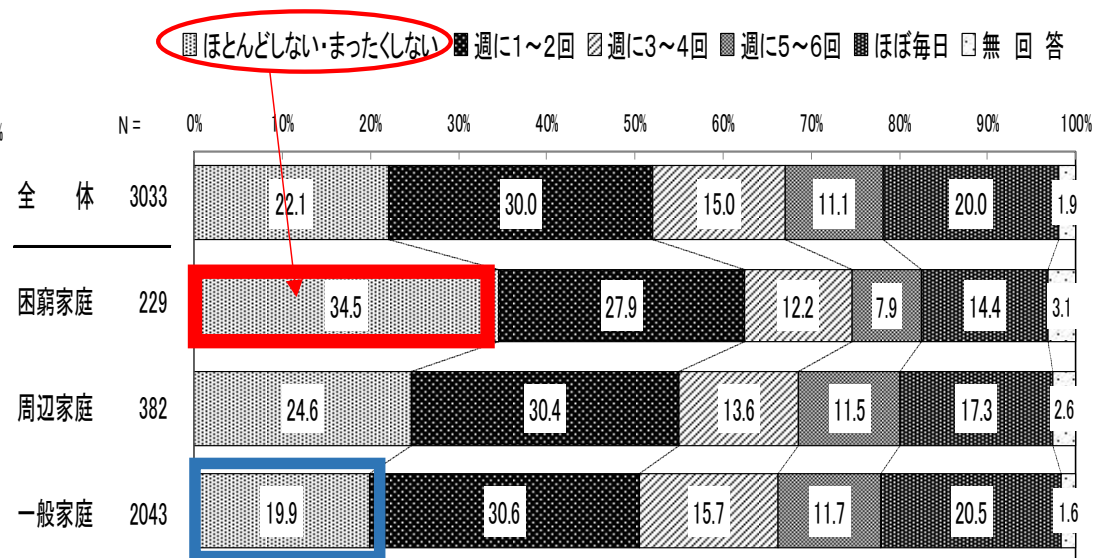 ほとんどしない・まったくしない 週に1～2回 週に3～4回 週に5～6回 ほぼ毎日 無 回 答
% N = 0% 10% 20% 30% 40% 50% 60% 70% 80% 90% 100%
全 体 3033 22.1 30.0 15.0 11.1 20.0 1.9
困窮家庭 229 34.5 27.9 12.2 7.9 14.4 3.1
周辺家庭 382 24.6 30.4 13.6 11.5 17.3 2.6
一般家庭 2043 19.9 30.6 15.7 11.7 20.5 1.6